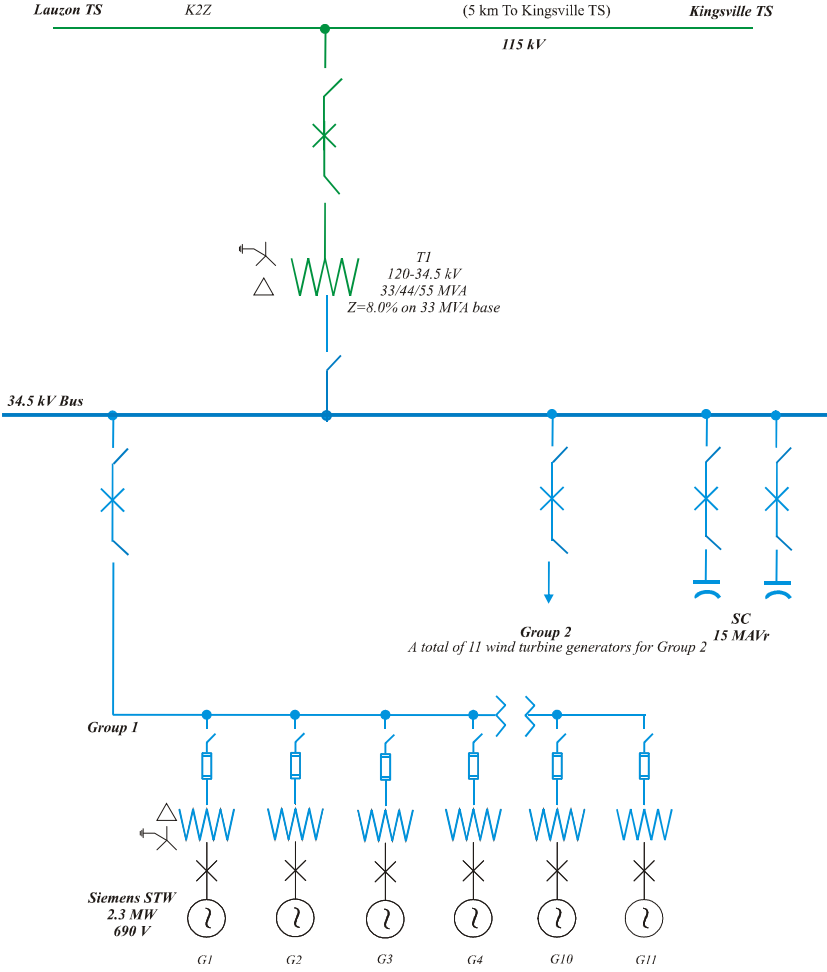 Lauzon TS
K2Z
(5 km To Kingsville TS)
Kingsville TS
115 kV
T1
120-34.5 kV
33/44/55 MVA
Z=8.0% on 33 MVA base
34.5 kV Bus
Group 2
A total of 11 wind turbine generators for Group 2
SC
15 MAVr
Group 1
Siemens STW
2.3 MW
690 V
G1
G2
G3
G4
G10
G11